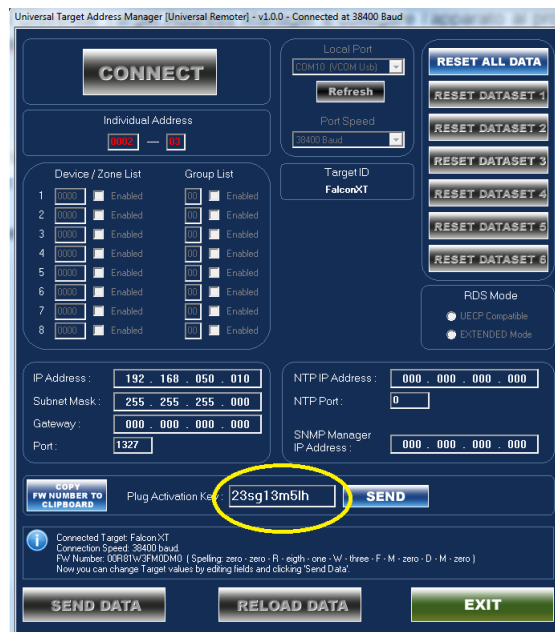 Universal Target Address Manager [Universal Remoter] - v1.0.0 - Connected at 38400 Baud
CONNECT
Local Port
COM10 (VCOM Usb)
Refresh
Port Speed
38400 Baud
RESET ALL DATA
RESET DATASET 1
RESET DATASET 2
RESET DATASET 3
RESET DATASET 4
RESET DATASET 5
RESET DATASET 6
Individual Address
0002 — 03
Target ID
FalconXT
Device / Zone List Group List
1 0000 Enabled 00 Enabled
2 0000 Enabled 00 Enabled
3 0000 Enabled 00 Enabled
4 0000 Enabled 00 Enabled
5 0000 Enabled 00 Enabled
6 0000 Enabled 00 Enabled
7 0000 Enabled 00 Enabled
8 0000 Enabled 00 Enabled
RDS Mode
UECP Compatible
EXTENDED Mode
IP Address : 192 . 168 . 050 . 010
Subnet Mask : 255 . 255 . 255 . 000
Gateway : 000 . 000 . 000 . 000
Port : 1327
NTP IP Address : 000 . 000 . 000 . 000
NTP Port : 0
SNMP Manager
IP Address : 000 . 000 . 000 . 000
COPY
FW NUMBER TO
CLIPBOARD
Plug Activation Key : 23sg13m5lh SEND
Connected Target: Falcon XT
Connection Speed: 38400 baud
FW Number: 00R81W3FM0DM0 ( Spelling: zero - zero - R - eigth - one - W - three - F - M - zero - D - M - zero )
Now you can change Target values by editing fields and clicking 'Send Data'.
SEND DATA
RELOAD DATA
EXIT